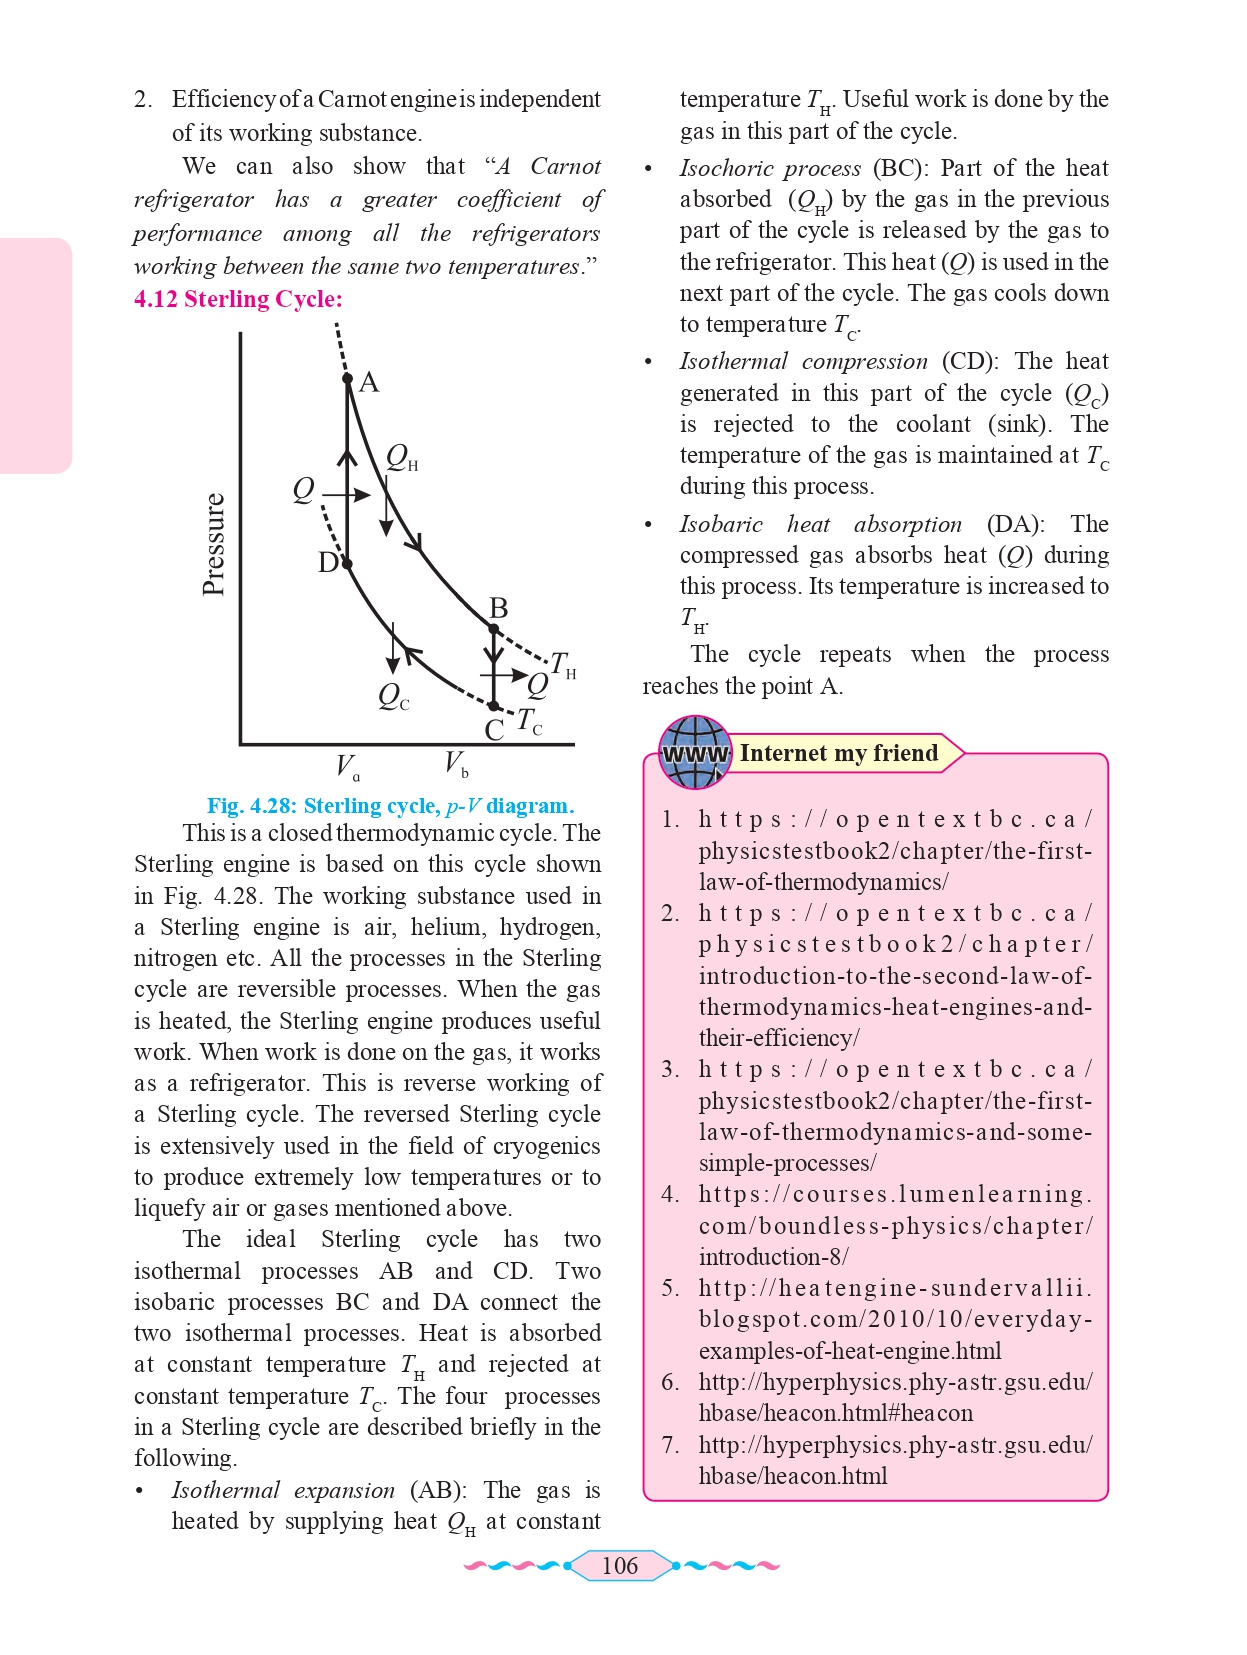 2. Efficiency of a Carnot engine is independent
of its working substance.
We can also show that “A Carnot
refrigerator has a greater coefficient of
performance among all the refrigerators
working between the same two temperatures.”
4.12 Sterling Cycle:
A
Q_H
Q
Pressure
D
B
T_H
Q
Q_C
C
T_C
V_a
V_b
Fig. 4.28: Sterling cycle, p-V diagram.
This is a closed thermodynamic cycle. The
Sterling engine is based on this cycle shown
in Fig. 4.28. The working substance used in
a Sterling engine is air, helium, hydrogen,
nitrogen etc. All the processes in the Sterling
cycle are reversible processes. When the gas
is heated, the Sterling engine produces useful
work. When work is done on the gas, it works
as a refrigerator. This is reverse working of
a Sterling cycle. The reversed Sterling cycle
is extensively used in the field of cryogenics
to produce extremely low temperatures or to
liquefy air or gases mentioned above.
The ideal Sterling cycle has two
isothermal processes AB and CD. Two
isobaric processes BC and DA connect the
two isothermal processes. Heat is absorbed
at constant temperature T_H and rejected at
constant temperature T_C. The four processes
in a Sterling cycle are described briefly in the
following.
• Isothermal expansion (AB): The gas is
heated by supplying heat Q_H at constant
temperature T_H. Useful work is done by the
gas in this part of the cycle.
• Isochoric process (BC): Part of the heat
absorbed (Q_H) by the gas in the previous
part of the cycle is released by the gas to
the refrigerator. This heat (Q) is used in the
next part of the cycle. The gas cools down
to temperature T_C.
• Isothermal compression (CD): The heat
generated in this part of the cycle (Q_C)
is rejected to the coolant (sink). The
temperature of the gas is maintained at T_C
during this process.
• Isobaric heat absorption (DA): The
compressed gas absorbs heat (Q) during
this process. Its temperature is increased to
T_H.
The cycle repeats when the process
reaches the point A.
www Internet my friend
1. https://opentextbc.ca/
physicstestbook2/chapter/the-first-
law-of-thermodynamics/
2. https://opentextbc.ca/
physicstestbook2/chapter/
introduction-to-the-second-law-of-
thermodynamics-heat-engines-and-
their-efficiency/
3. https://opentextbc.ca/
physicstestbook2/chapter/the-first-
law-of-thermodynamics-and-some-
simple-processes/
4. https://courses.lumenlearning.
com/boundless-physics/chapter/
introduction-8/
5. http://heatengine-sundervallii.
blogspot.com/2010/10/everyday-
examples-of-heat-engine.html
6. http://hyperphysics.phy-astr.gsu.edu/
hbase/heacon.html#heacon
7. http://hyperphysics.phy-astr.gsu.edu/
hbase/heacon.html
106